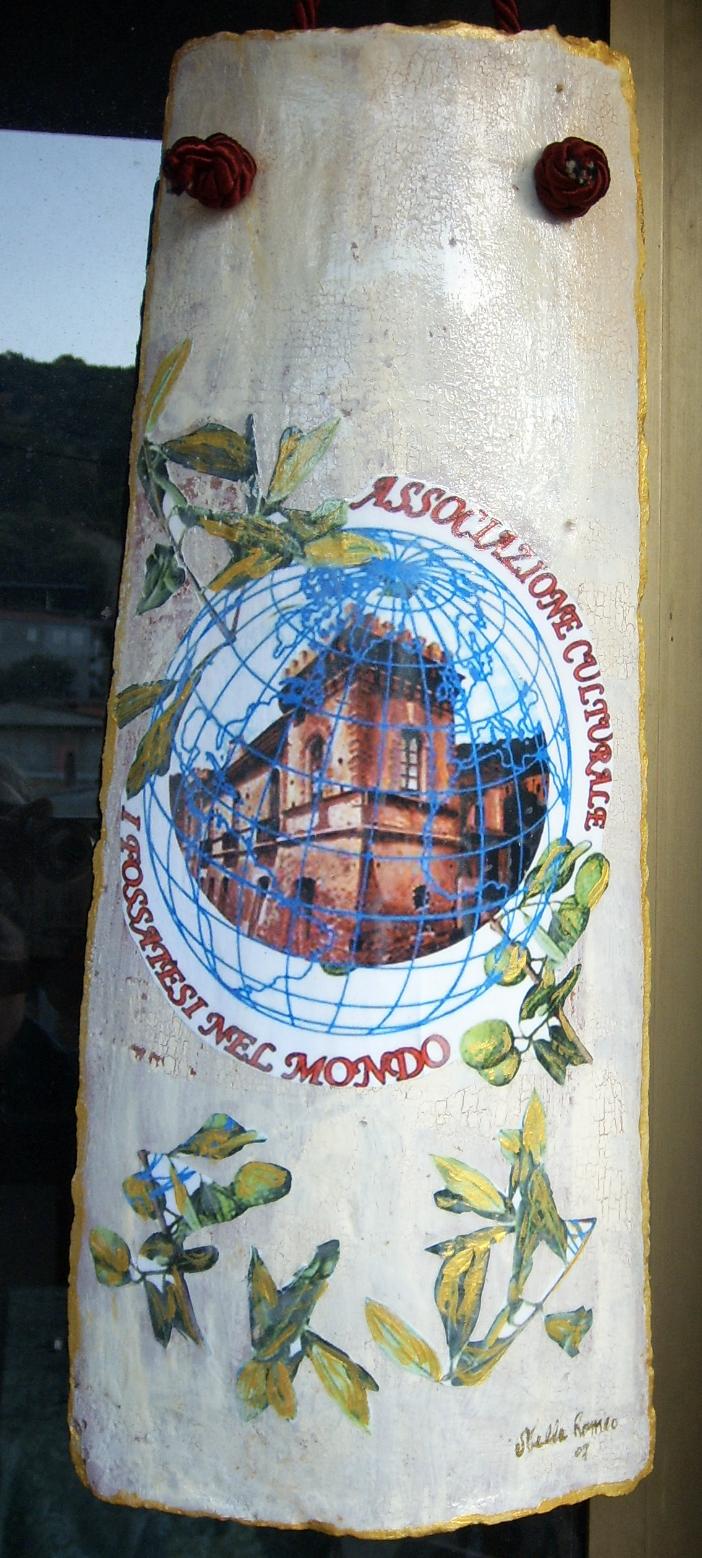 ASSOCIAZIONE CULTURALE
I FOSSATESI NEL MONDO
Stella Romeo
07